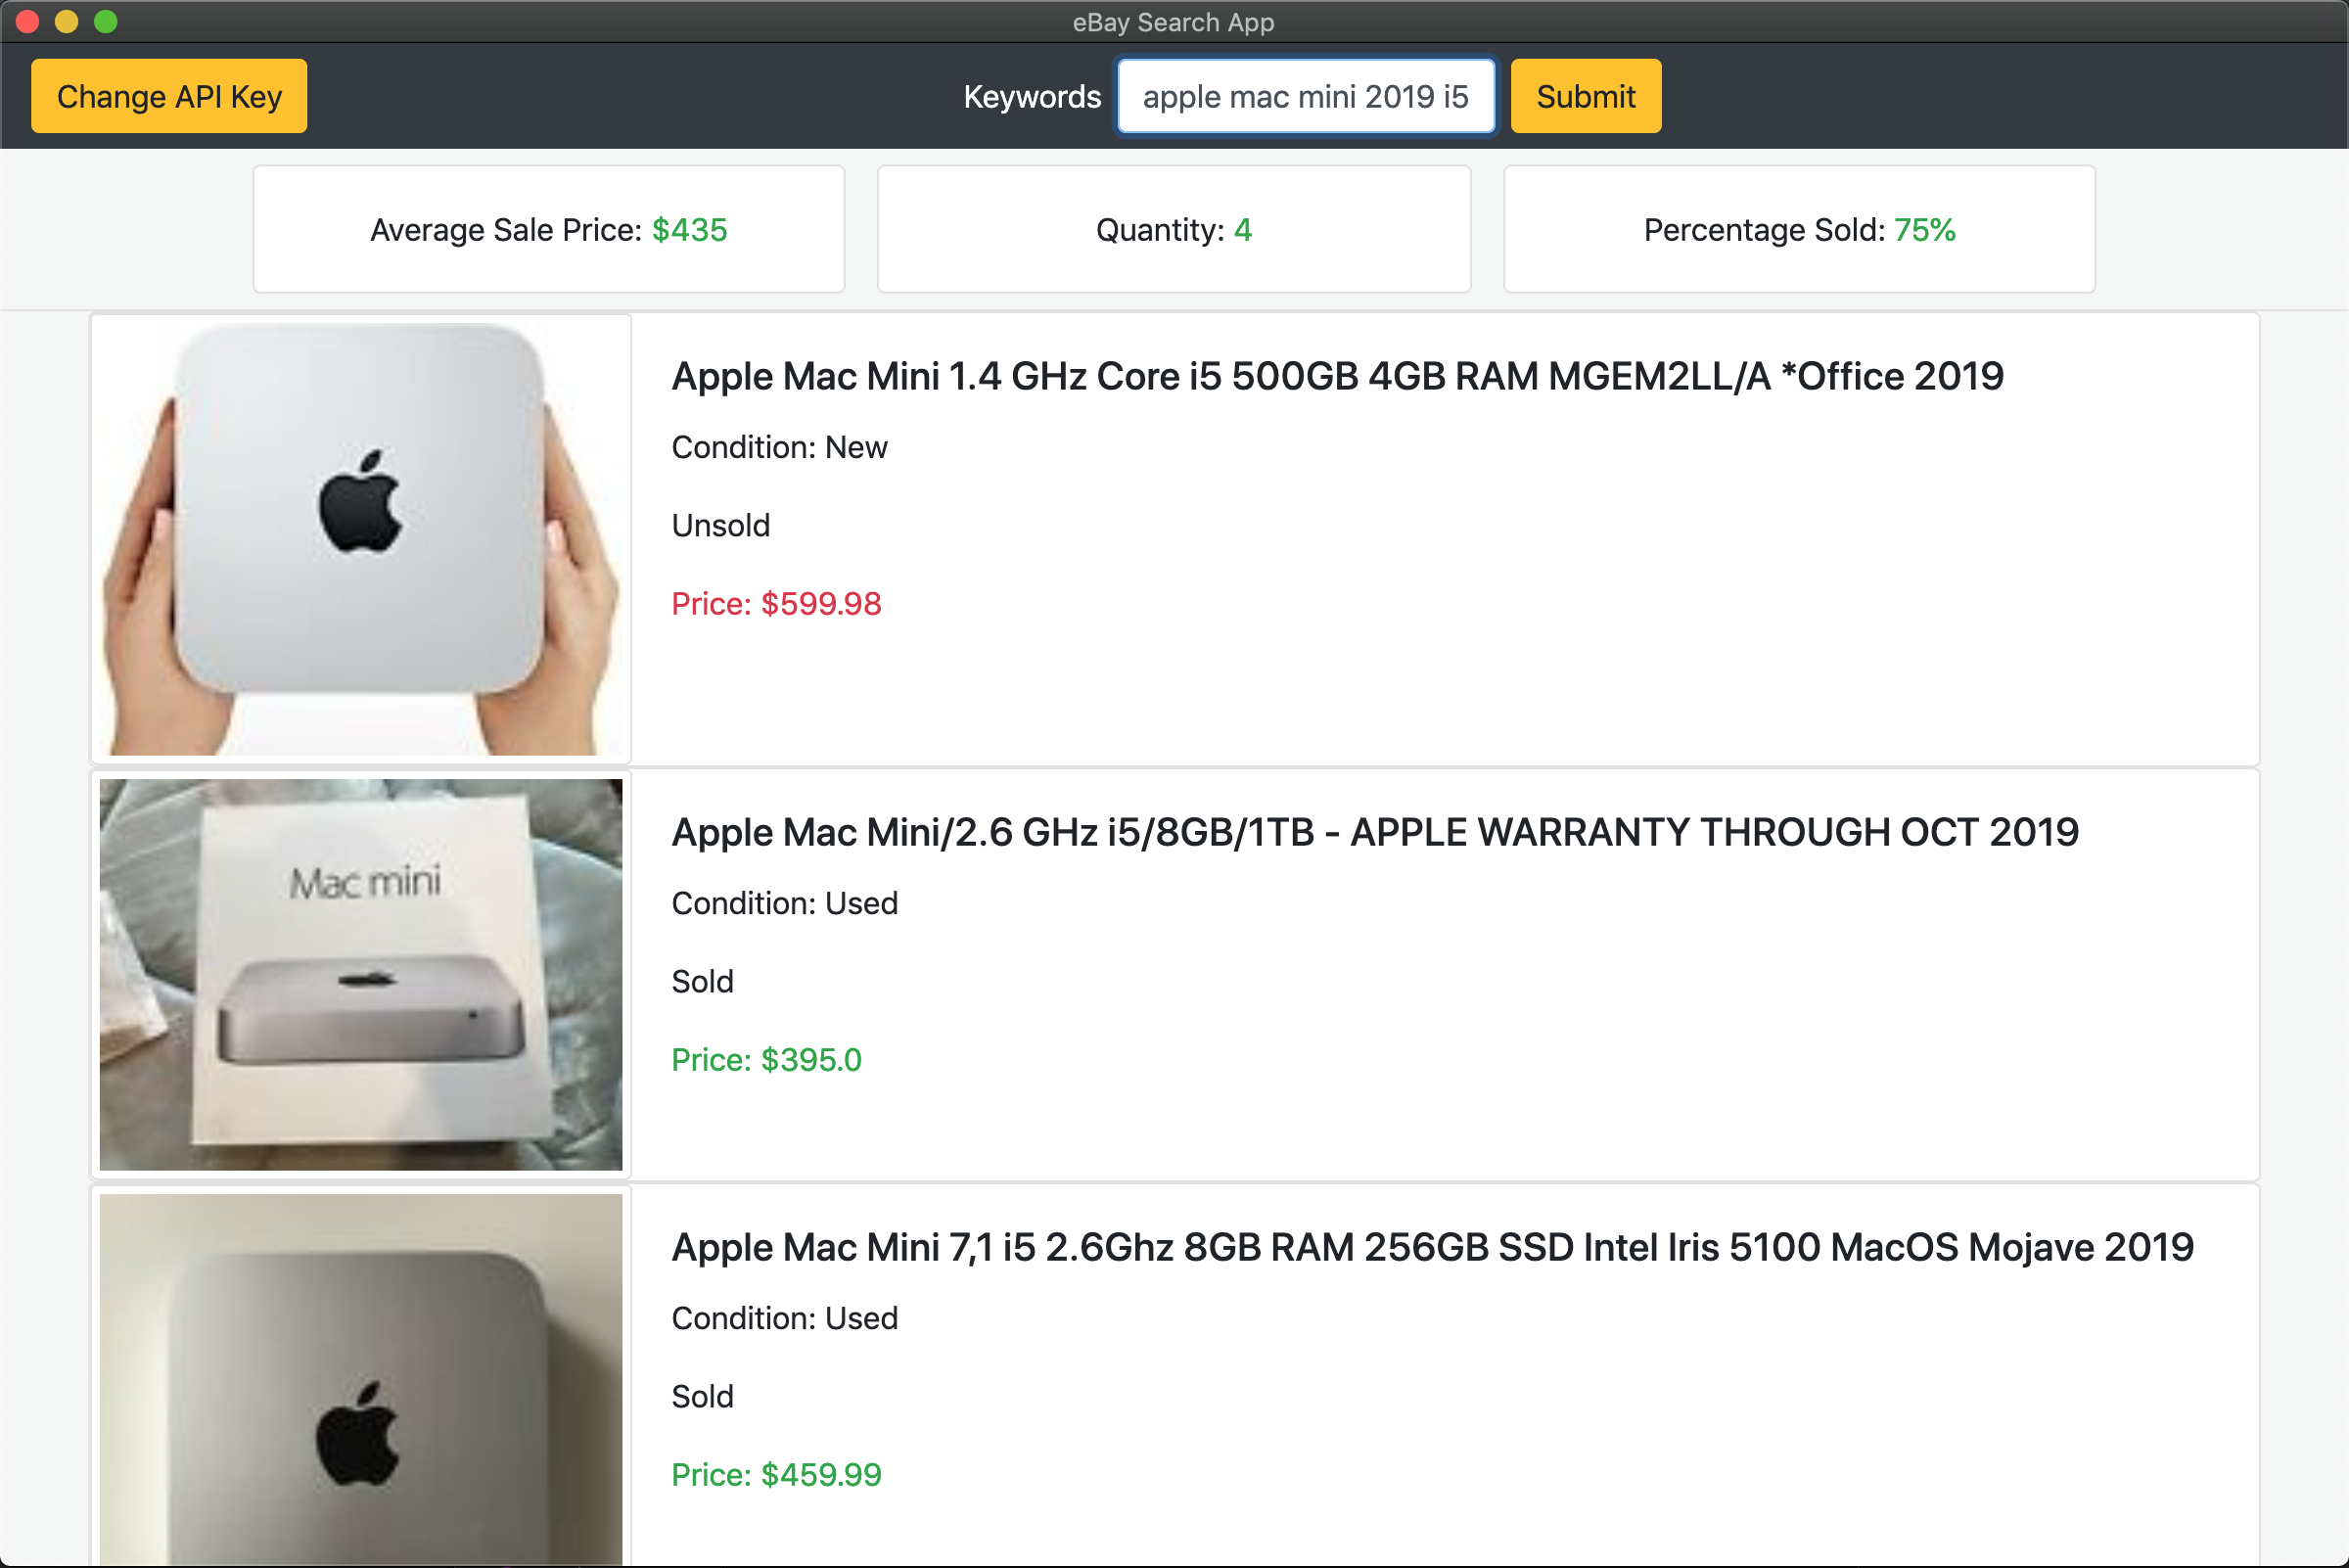 eBay Search App
Change API Key
Keywords
apple mac mini 2019 i5
Submit
Average Sale Price: $435
Quantity: 4
Percentage Sold: 75%
Apple Mac Mini 1.4 GHz Core i5 500GB 4GB RAM MGEM2LL/A *Office 2019
Condition: New
Unsold
Price: $599.98
Mac mini
Apple Mac Mini/2.6 GHz i5/8GB/1TB - APPLE WARRANTY THROUGH OCT 2019
Condition: Used
Sold
Price: $395.0
Apple Mac Mini 7,1 i5 2.6Ghz 8GB RAM 256GB SSD Intel Iris 5100 MacOS Mojave 2019
Condition: Used
Sold
Price: $459.99